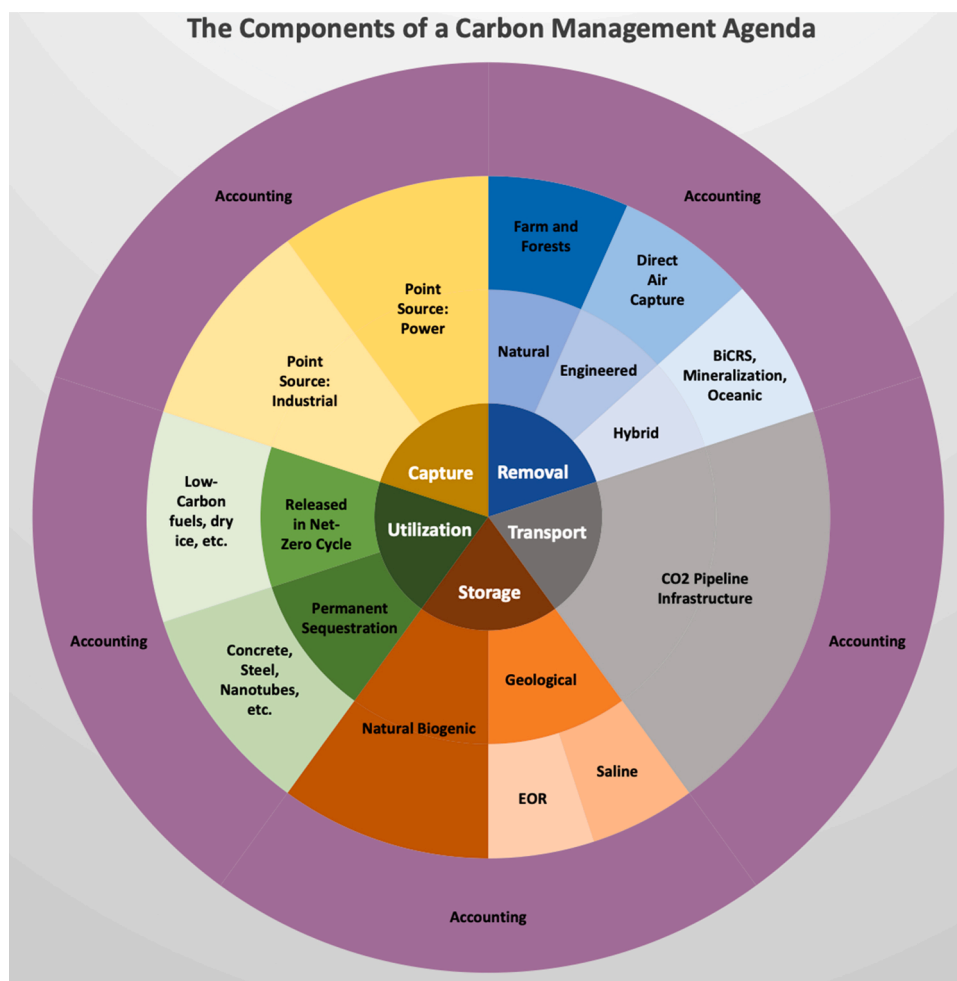 The Components of a Carbon Management Agenda
Accounting
Accounting
Farm and
Forests
Direct
Air
Capture
Point
Source:
Power
Natural
Engineered
BiCRS,
Mineralization,
Oceanic
Point
Source:
Industrial
Hybrid
Capture
Removal
Low-
Carbon
fuels, dry
ice, etc.
Released
in Net-
Zero Cycle
Utilization
Transport
Storage
CO2 Pipeline
Infrastructure
Permanent
Sequestration
Accounting
Accounting
Concrete,
Steel,
Nanotubes,
etc.
Geological
Natural Biogenic
Saline
EOR
Accounting